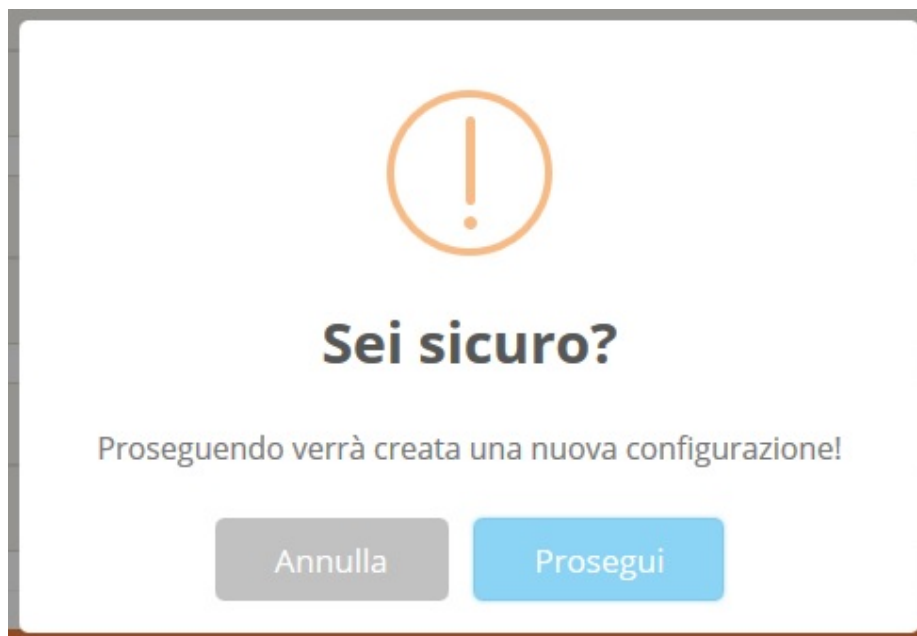 Sei sicuro?
Proseguendo verrà creata una nuova configurazione!
Annulla
Prosegui